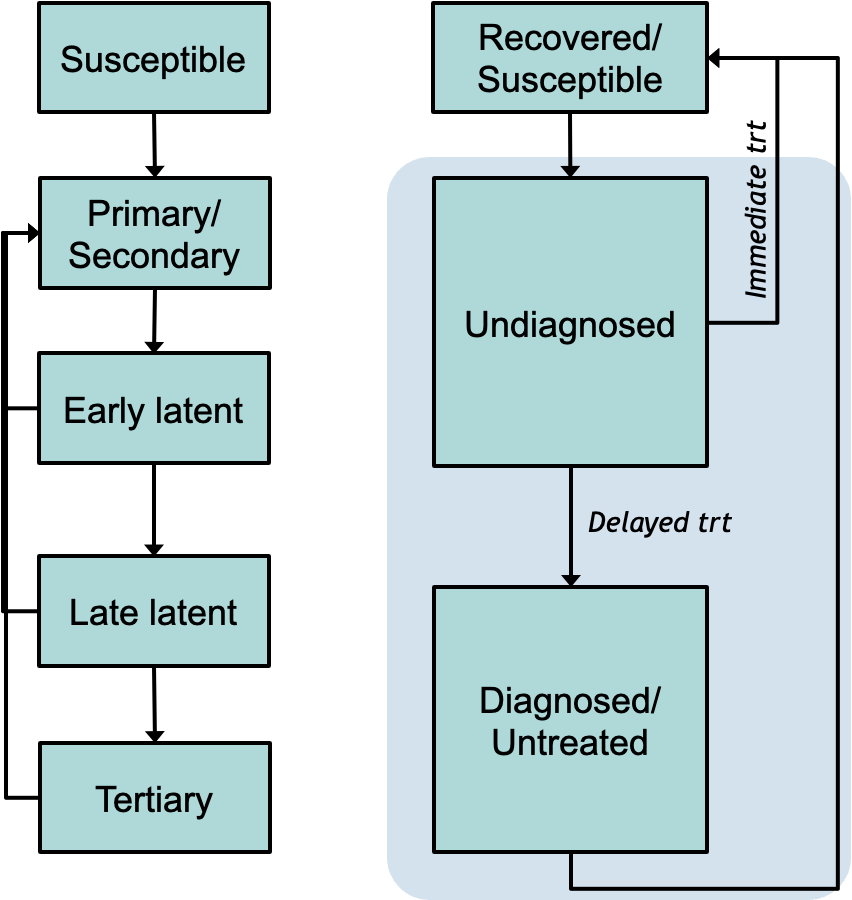 Susceptible
Primary/
Secondary
Early latent
Late latent
Tertiary
Recovered/
Susceptible
Immediate trt
Undiagnosed
Delayed trt
Diagnosed/
Untreated